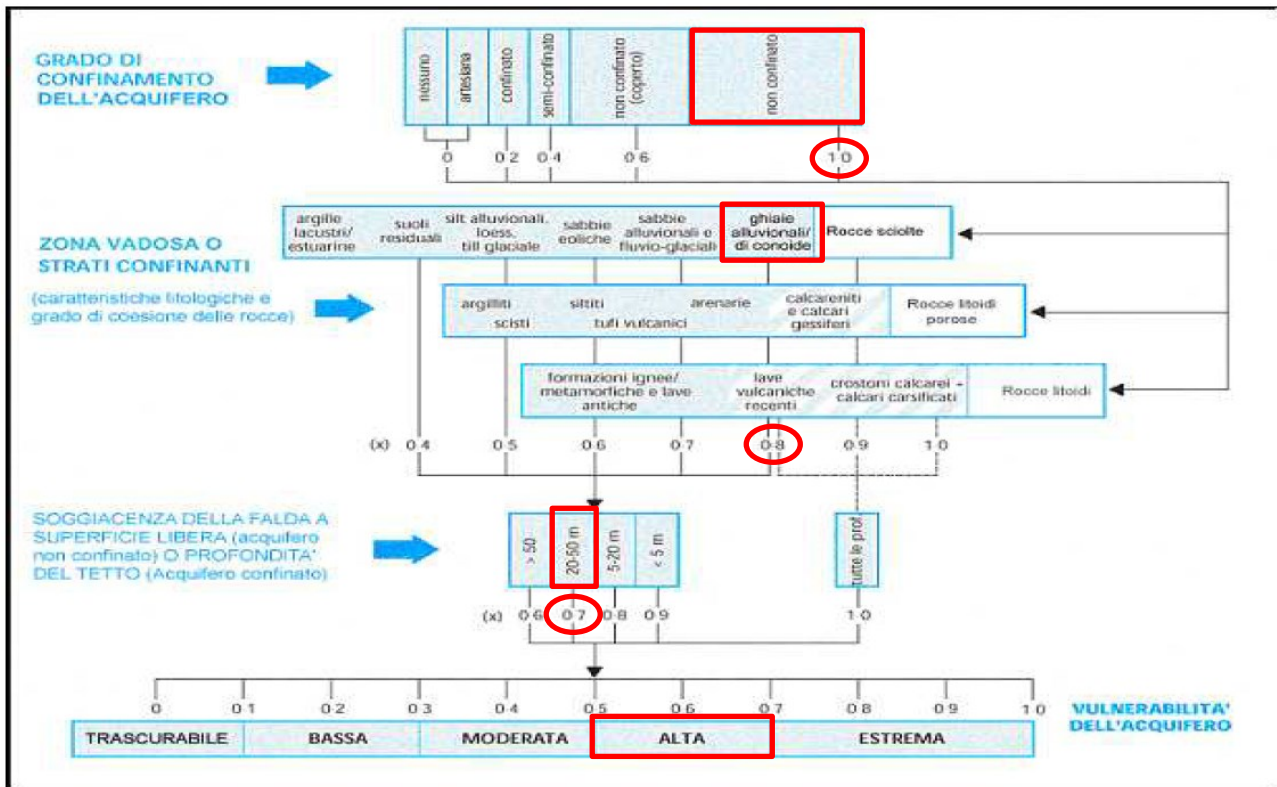 GRADO DI
CONFINAMENTO
DELL'ACQUIFERO
nessuno
artesiana
confinato
semi-confinato
non confinato
(coperto)
non confinato
0
0 2
0 4
0 6
1 0
ZONA VADOSA O
STRATI CONFINANTI
(caratteristiche litologiche e
grado di coesione delle rocce)
argille
lacustri/
estuarine
suoli
residuali
silt alluvionali,
loess,
till glaciale
sabbie
eoliche
sabbie
alluvionali e
fluvio-glaciali
ghiaie
alluvionali/
di conoide
Rocce sciolte
argilliti
scisti
siltiti
tufi vulcanici
arenarie
calcareniti
e calcari
gessiferi
Rocce litoidi
porose
formazioni ignee/
metamorfiche e lave
antiche
lave
vulcaniche
recenti
crostoni calcarei -
calcari carsificati
Rocce litoidi
(x) 0 4
0 5
0 6
0 7
0 8
0 9
1 0
SOGGIACENZA DELLA FALDA A
SUPERFICIE LIBERA (acquifero
non confinato) O PROFONDITA'
DEL TETTO (Acquifero confinato)
> 50
20-50 m
5-20 m
< 5 m
tutte le prof
(x) 0 6
0 7
0 8
0 9
1 0
0
0 1
0 2
0 3
0 4
0 5
0 6
0 7
0 8
0 9
1 0
TRASCURABILE
BASSA
MODERATA
ALTA
ESTREMA
VULNERABILITA'
DELL'ACQUIFERO